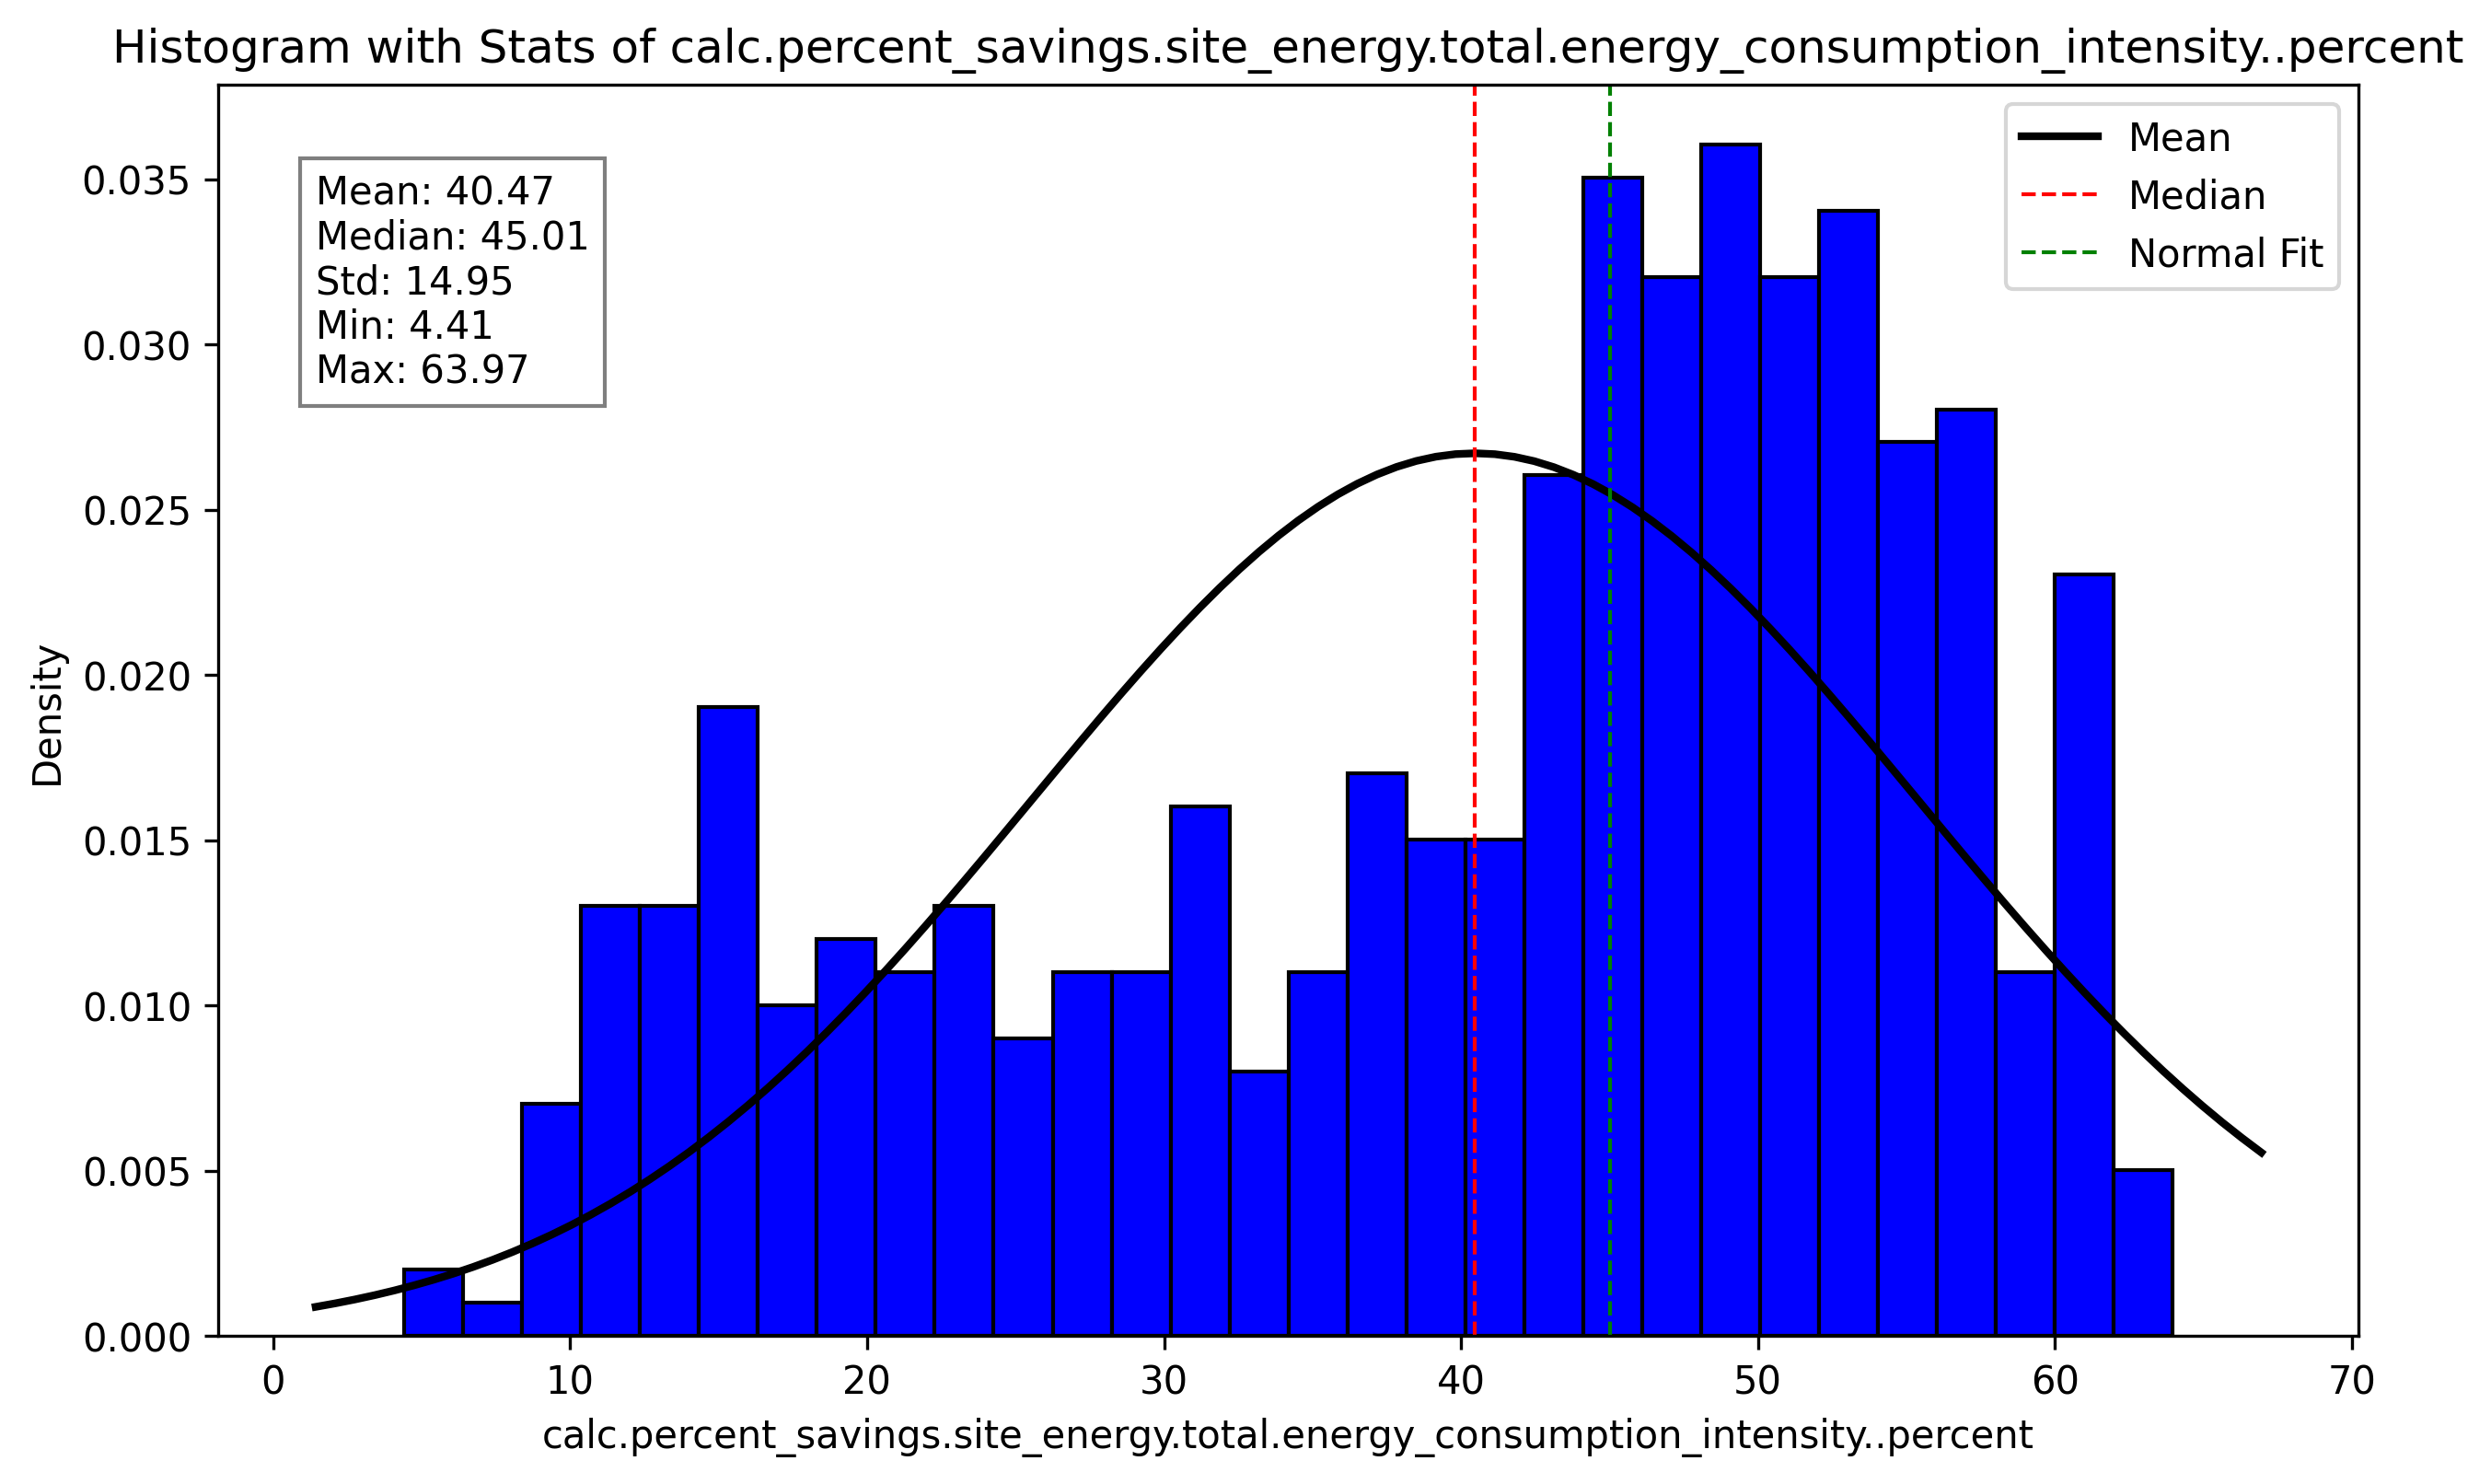 Histogram with Stats of calc.percent_savings.site_energy.total.energy_consumption_intensity..percent
Mean: 40.47
Median: 45.01
Std: 14.95
Min: 4.41
Max: 63.97
Mean
Median
Normal Fit
Density
0.035
0.030
0.025
0.020
0.015
0.010
0.005
0.000
0 10 20 30 40 50 60 70
calc.percent_savings.site_energy.total.energy_consumption_intensity..percent